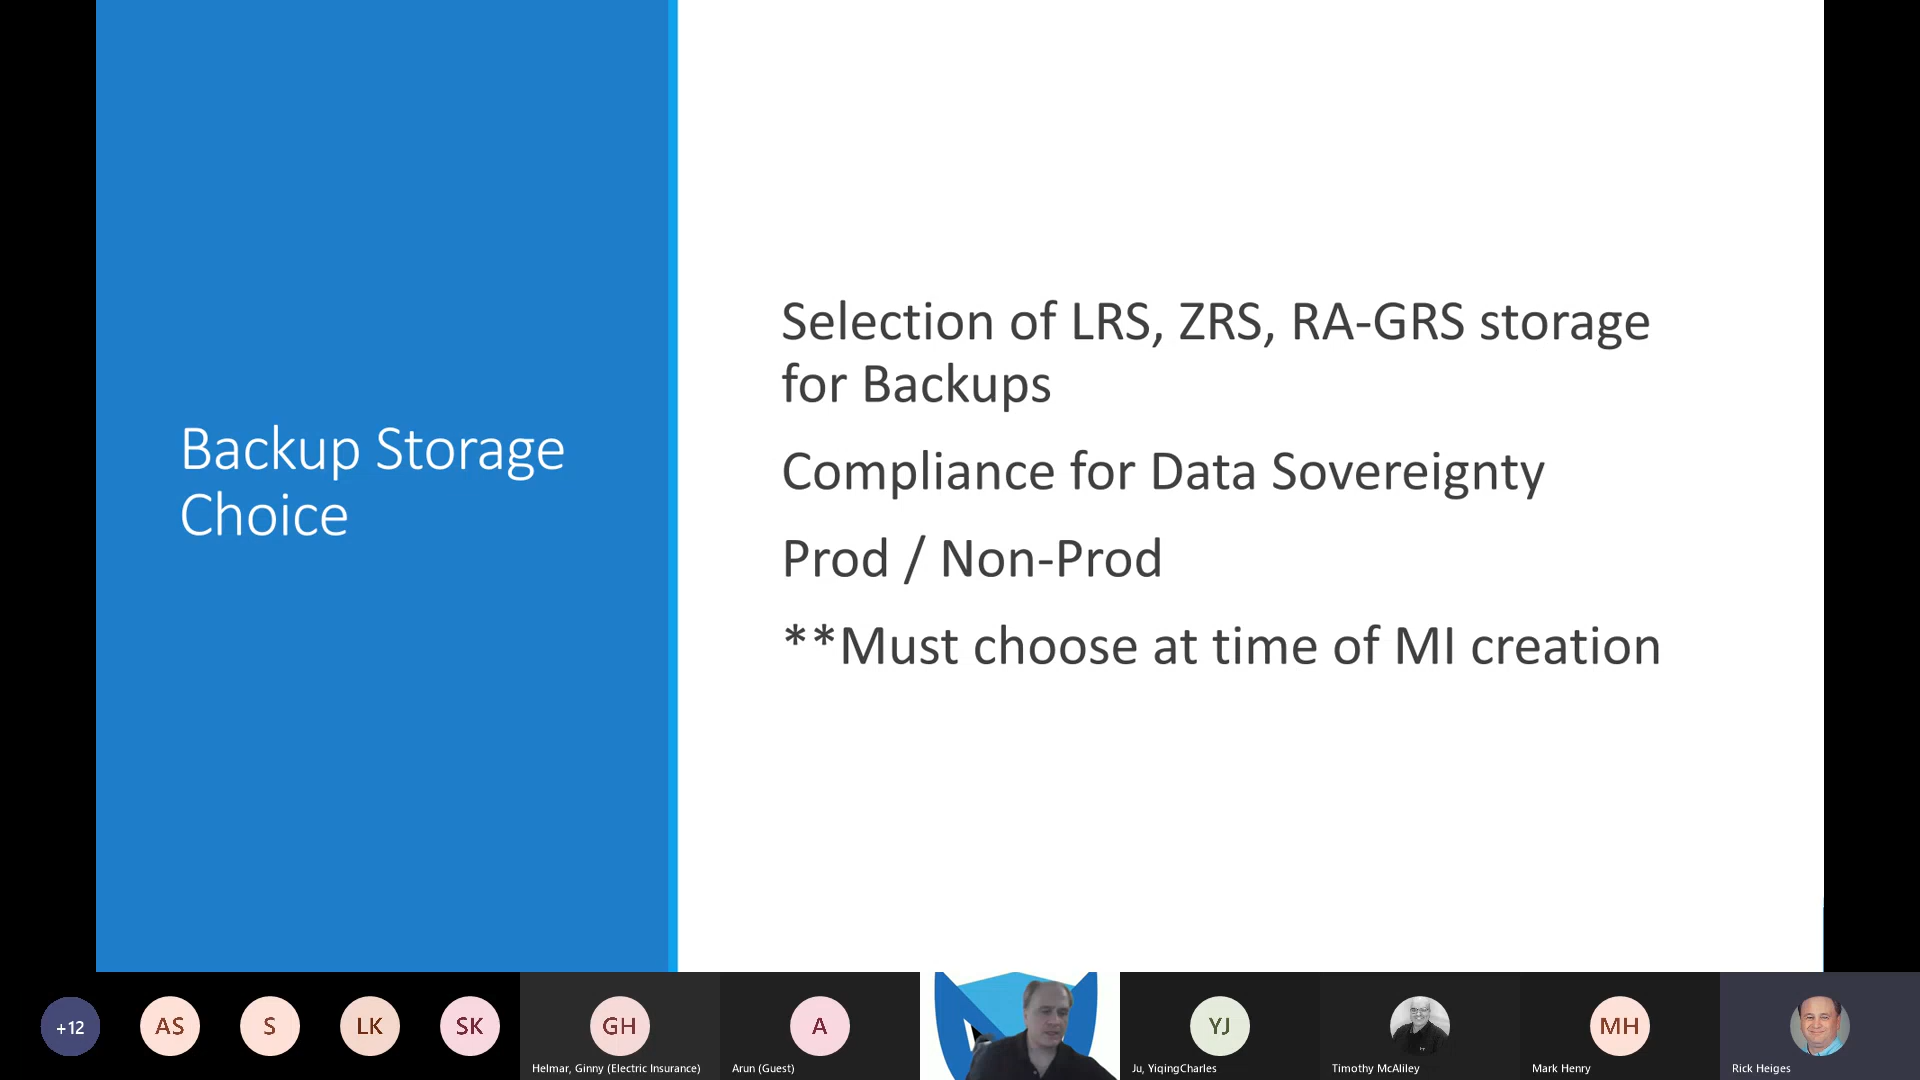 Backup Storage
Choice
Selection of LRS, ZRS, RA-GRS storage
for Backups
Compliance for Data Sovereignty
Prod / Non-Prod
**Must choose at time of MI creation
+12
AS
S
LK
SK
GH
Helmar, Ginny (Electric Insurance)
A
Arun (Guest)
YJ
Ju, YiqingCharles
Timothy McAliley
MH
Mark Henry
Rick Heiges